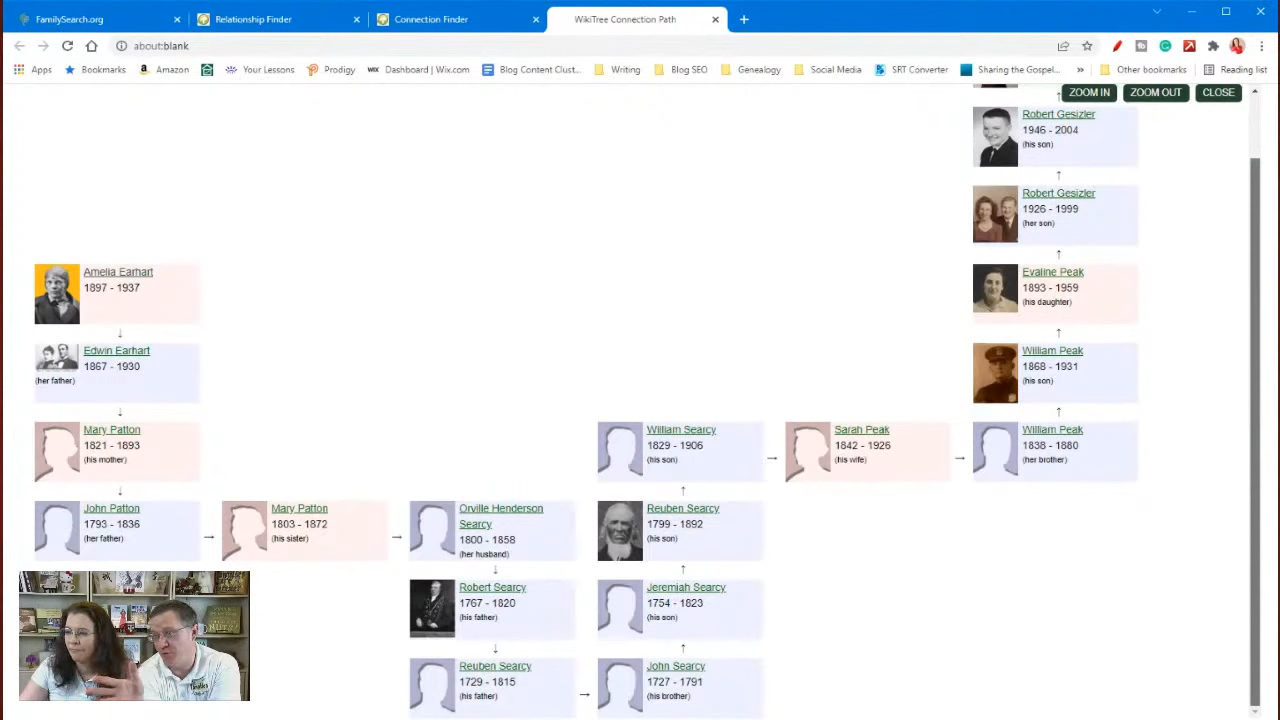 FamilySearch.org
Relationship Finder
Connection Finder
WikiTree Connection Path
about:blank
Apps
Bookmarks
Amazon
Your Lessons
Prodigy
WIX
Dashboard | Wix.com
Blog Content Clust...
Writing
Blog SEO
Genealogy
Social Media
SRT Converter
Sharing the Gospel...
»
Other bookmarks
Reading list
ZOOM IN
ZOOM OUT
CLOSE
Robert Gesizler
1946 - 2004
(his son)
Robert Gesizler
1926 - 1999
(her son)
Amelia Earhart
1897 - 1937
Evaline Peak
1893 - 1959
(his daughter)
Edwin Earhart
1867 - 1930
(her father)
William Peak
1868 - 1931
(his son)
Mary Patton
1821 - 1893
(his mother)
William Searcy
1829 - 1906
(his son)
Sarah Peak
1842 - 1926
(his wife)
William Peak
1838 - 1880
(her brother)
John Patton
1793 - 1836
(her father)
Mary Patton
1803 - 1872
(his sister)
Orville Henderson
Searcy
1800 - 1858
(her husband)
Reuben Searcy
1799 - 1892
(his son)
Robert Searcy
1767 - 1820
(his father)
Jeremiah Searcy
1754 - 1823
(his son)
Reuben Searcy
1729 - 1815
(his father)
John Searcy
1727 - 1791
(his brother)